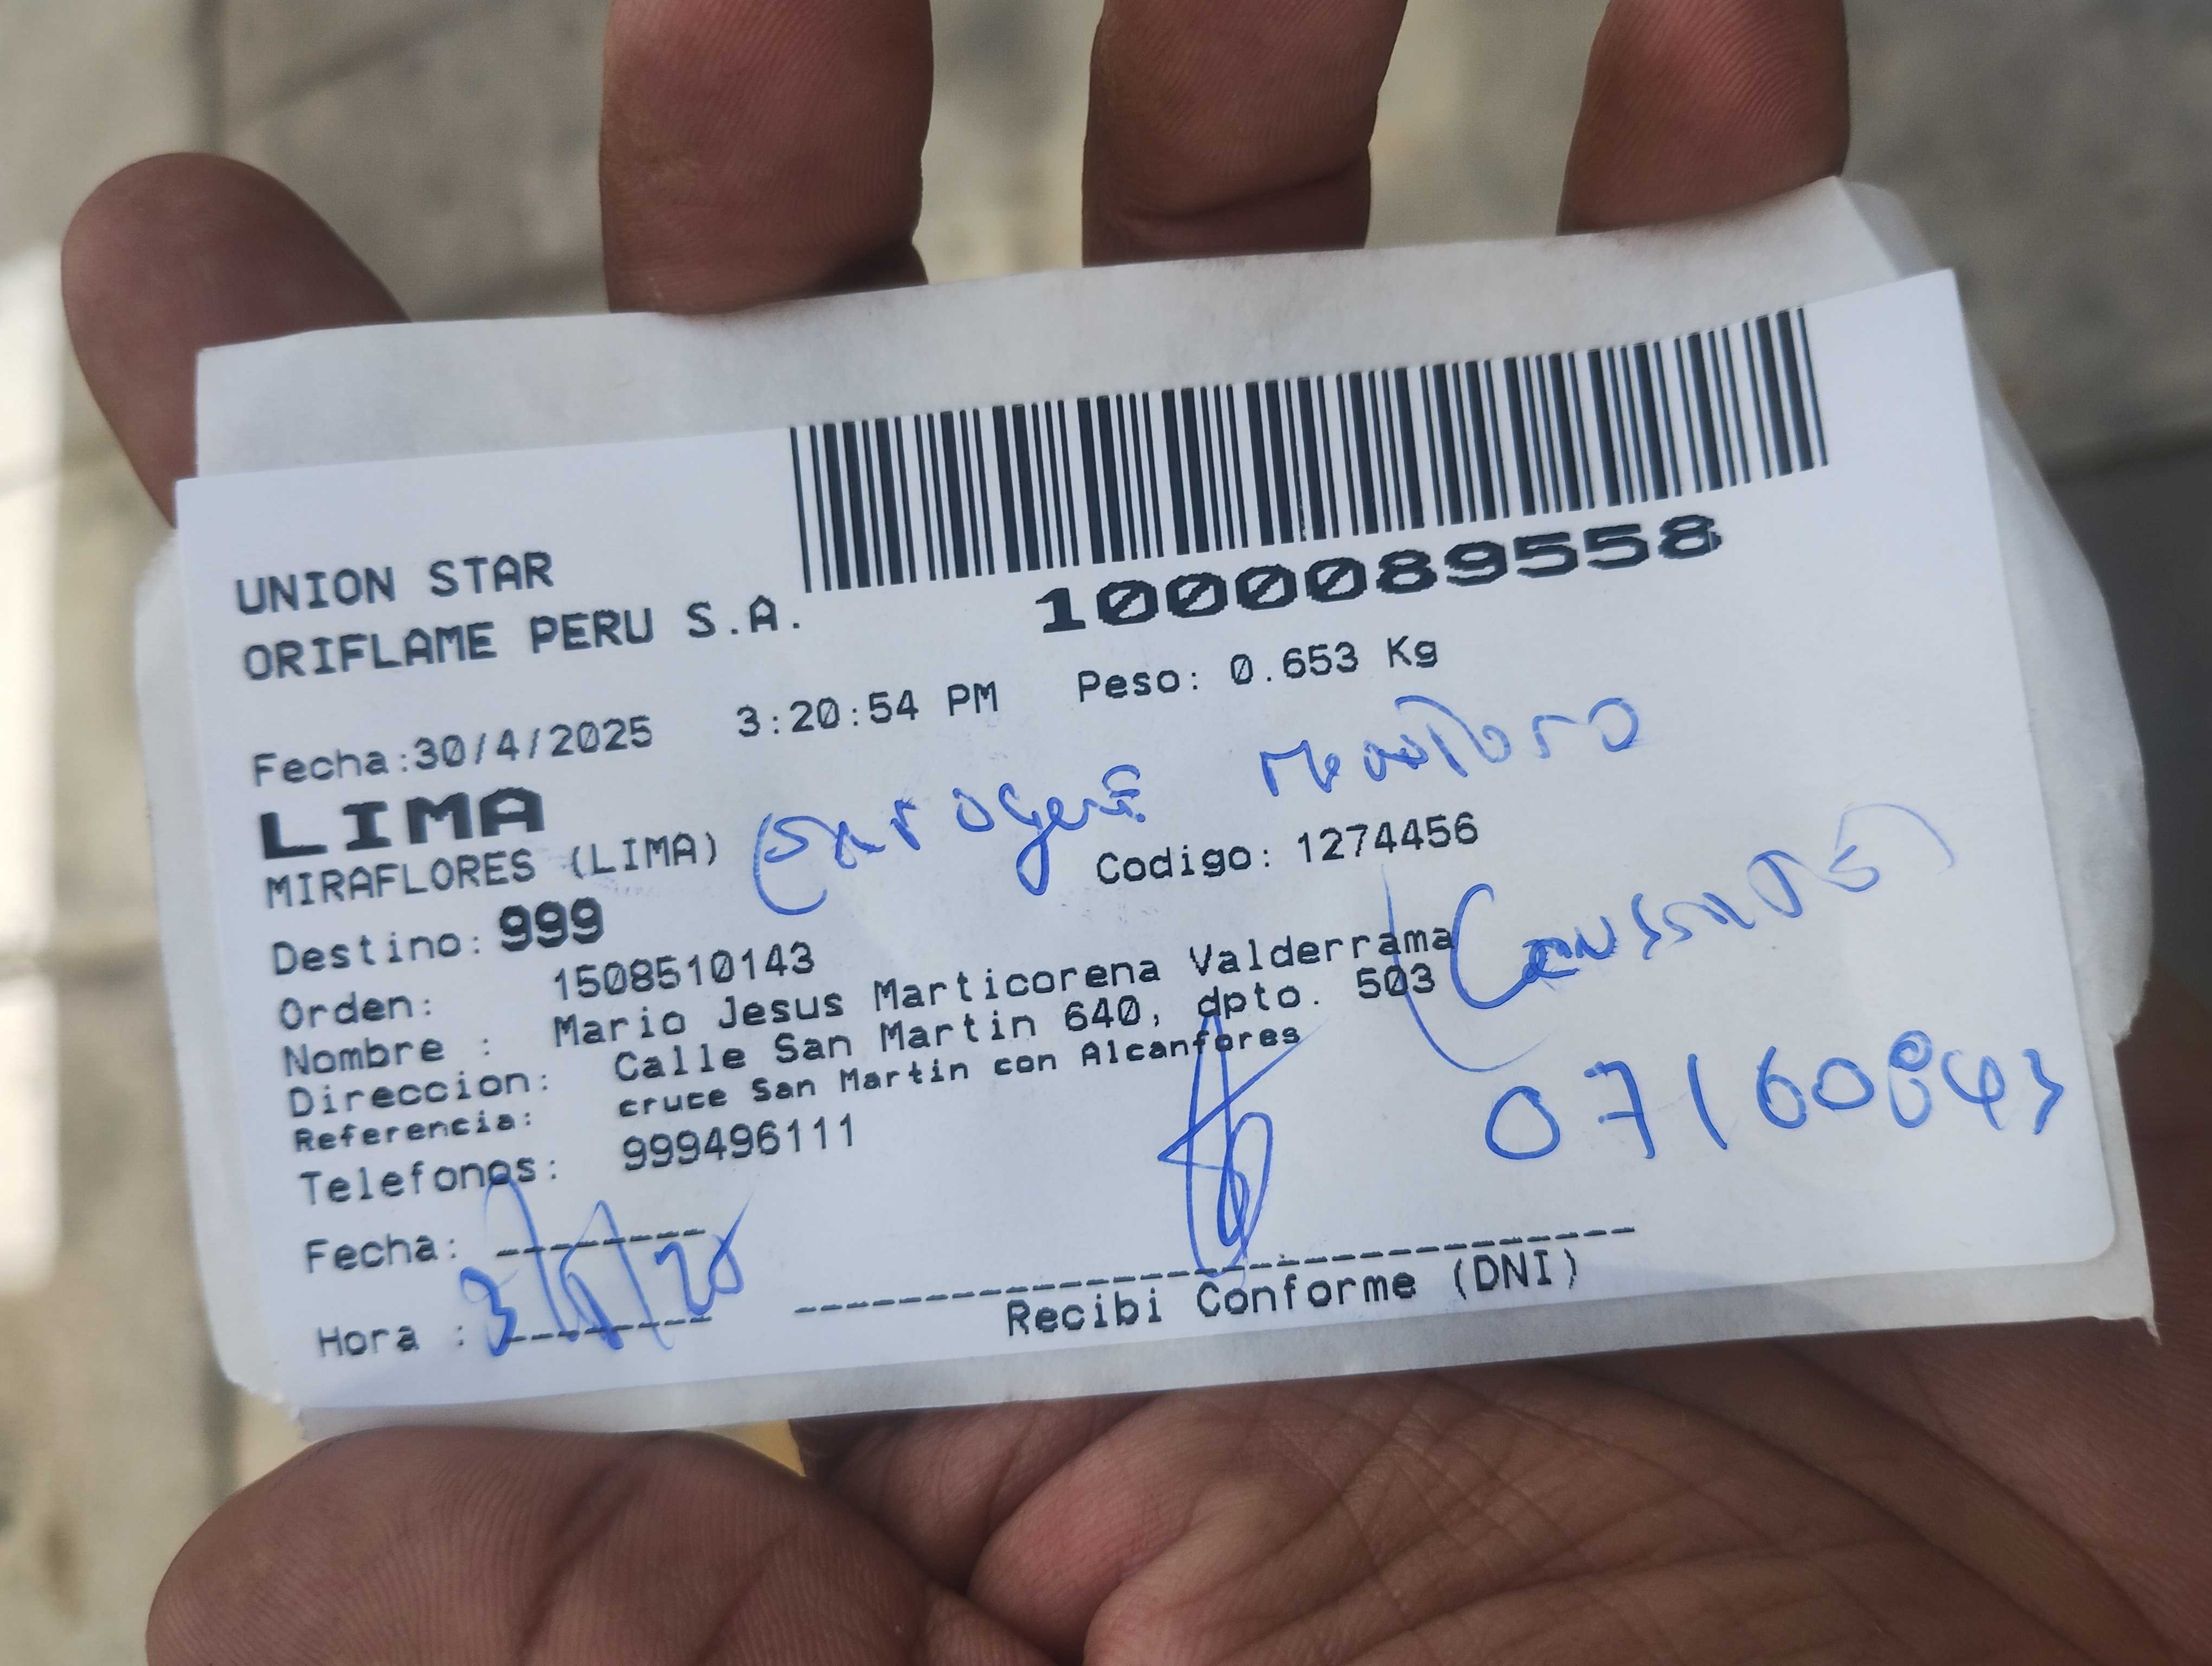 1000089558
UNION STAR
ORIFLAME PERU S.A.
Fecha:30/4/2025 3:20:54 PM Peso: 0.653 Kg
LIMA
MIRAFLORES (LIMA)
Codigo: 1274456
Destino: 999
Orden: 1508510143
Nombre : Mario Jesus Marticorena Valderrama
Direccion: Calle San Martin 640, dpto. 503
Referencia: cruce San Martin con Alcanfores
Telefonos: 999496111
07160843
Fecha:
Hora :
Recibi Conforme (DNI)